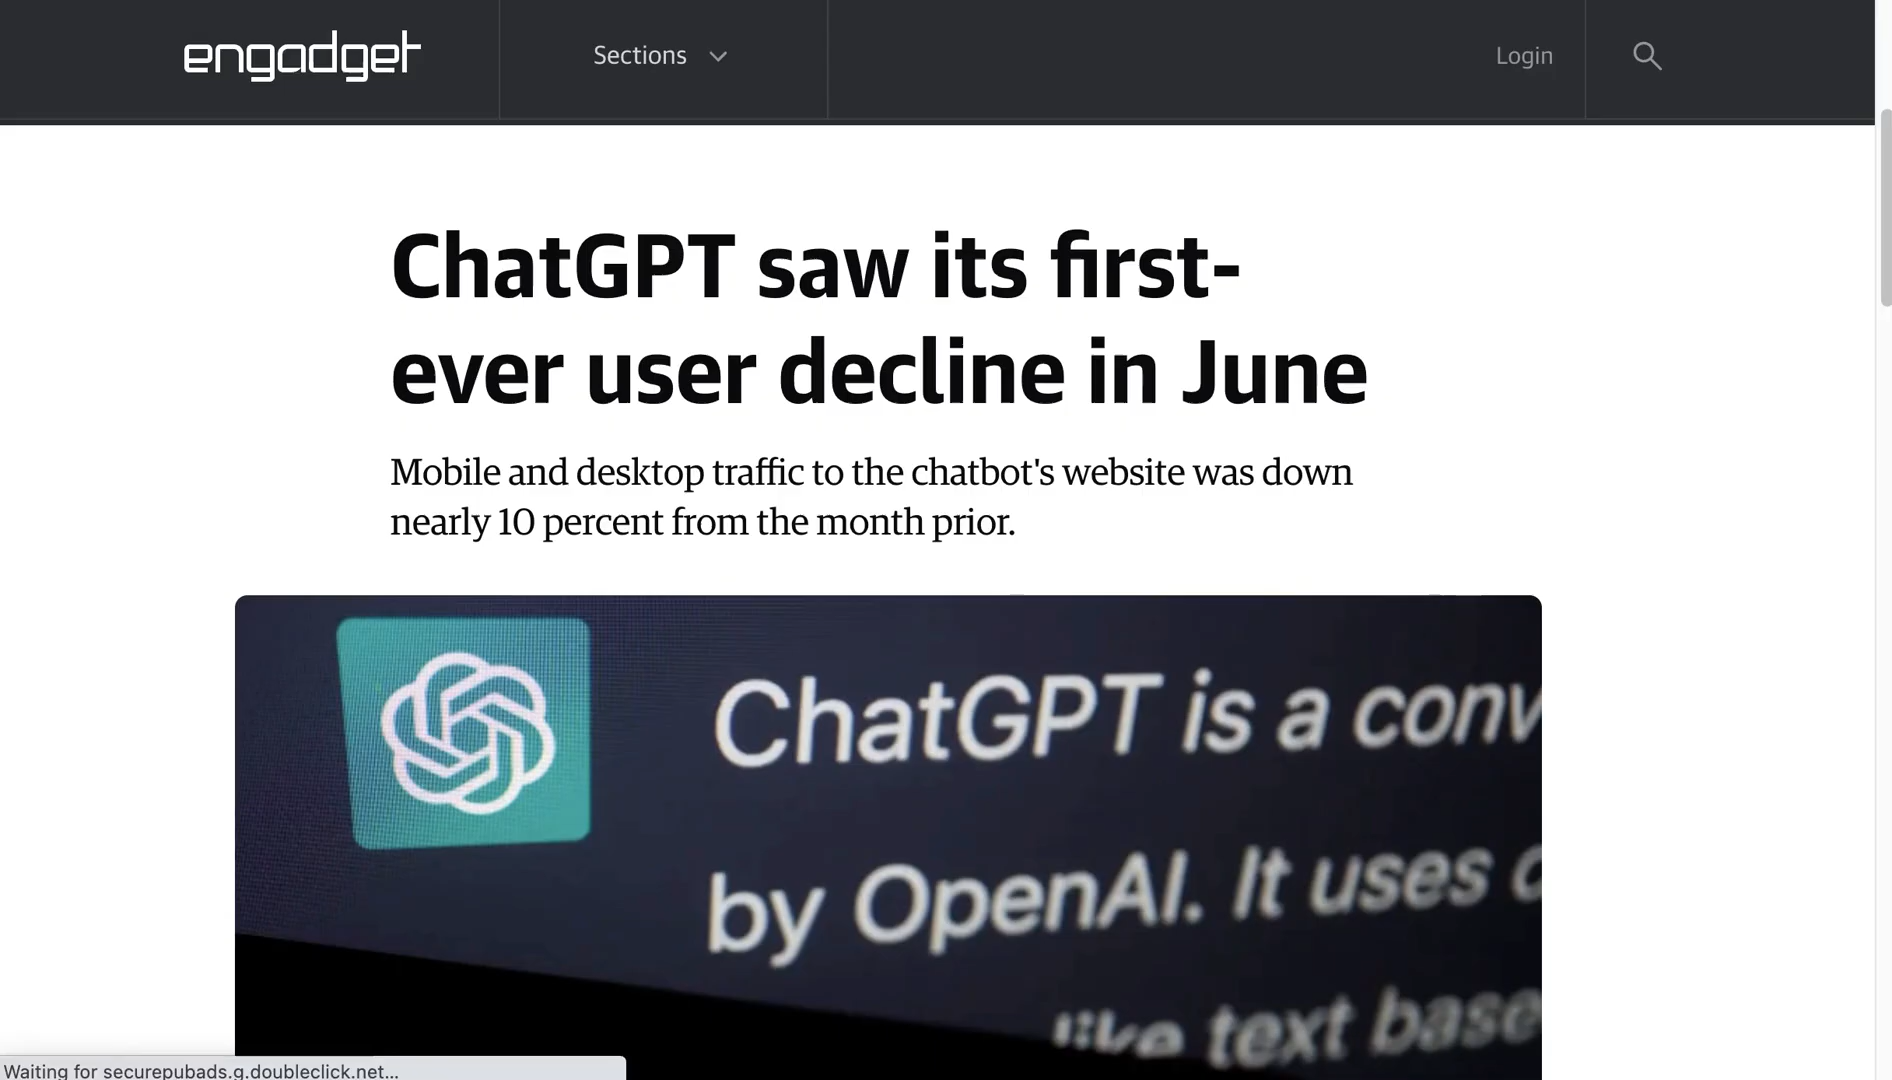 engadget
Sections
Login
ChatGPT saw its first-
ever user decline in June
Mobile and desktop traffic to the chatbot's website was down
nearly 10 percent from the month prior.
ChatGPT is a conv
by OpenAI. It uses
like text base
Waiting for securepubads.g.doubleclick.net...